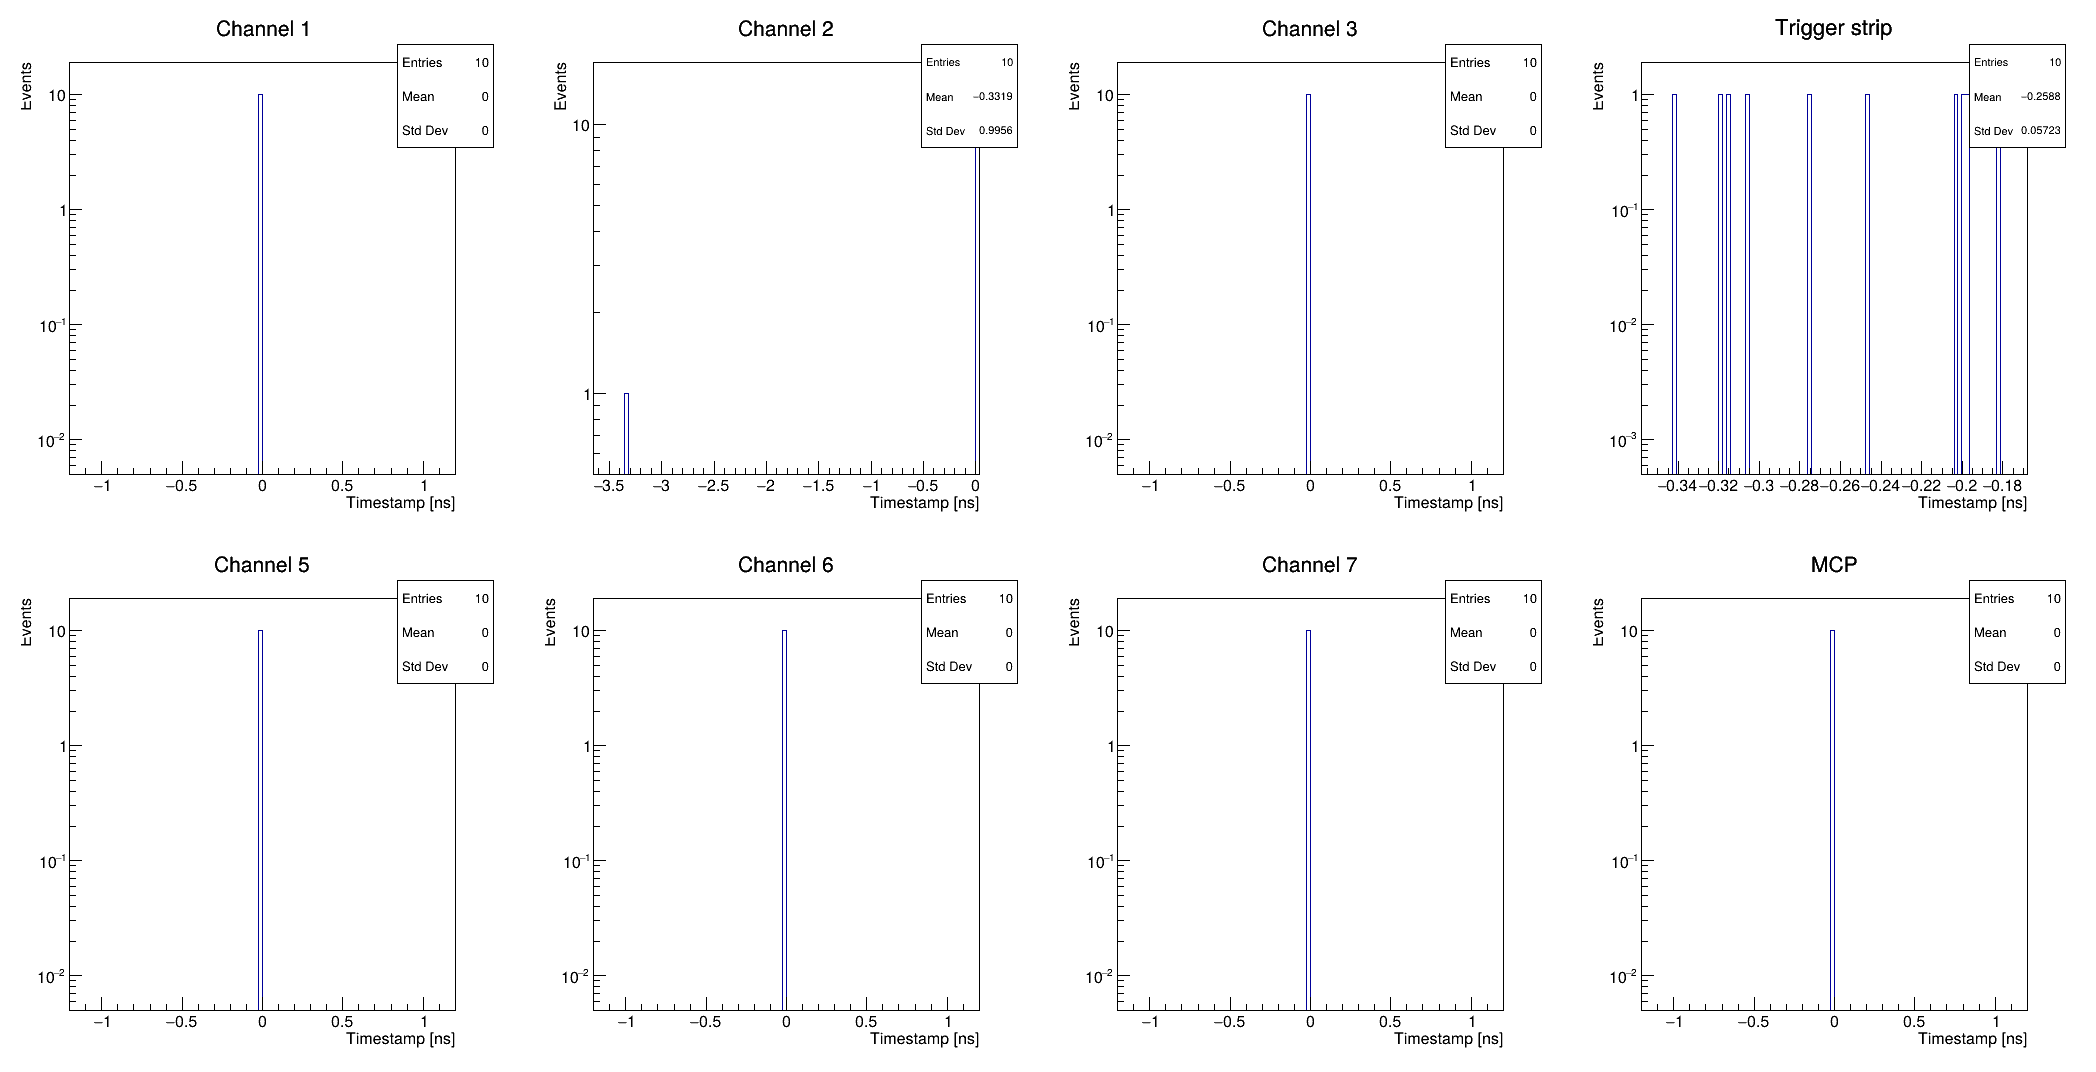 Channel 1
Events
Entries 10
Mean 0
Std Dev 0
10
1
10⁻¹
10⁻²
−1 −0.5 0 0.5 1
Timestamp [ns]
Channel 2
Events
Entries 10
Mean −0.3319
Std Dev 0.9956
10
1
−3.5 −3 −2.5 −2 −1.5 −1 −0.5 0
Timestamp [ns]
Channel 3
Events
Entries 10
Mean 0
Std Dev 0
10
1
10⁻¹
10⁻²
−1 −0.5 0 0.5 1
Timestamp [ns]
Trigger strip
Events
Entries 10
Mean −0.2588
Std Dev 0.05723
1
10⁻¹
10⁻²
10⁻³
−0.34 −0.32 −0.3 −0.28 −0.26 −0.24 −0.22 −0.2 −0.18
Timestamp [ns]
Channel 5
Events
Entries 10
Mean 0
Std Dev 0
10
1
10⁻¹
10⁻²
−1 −0.5 0 0.5 1
Timestamp [ns]
Channel 6
Events
Entries 10
Mean 0
Std Dev 0
10
1
10⁻¹
10⁻²
−1 −0.5 0 0.5 1
Timestamp [ns]
Channel 7
Events
Entries 10
Mean 0
Std Dev 0
10
1
10⁻¹
10⁻²
−1 −0.5 0 0.5 1
Timestamp [ns]
MCP
Events
Entries 10
Mean 0
Std Dev 0
10
1
10⁻¹
10⁻²
−1 −0.5 0 0.5 1
Timestamp [ns]